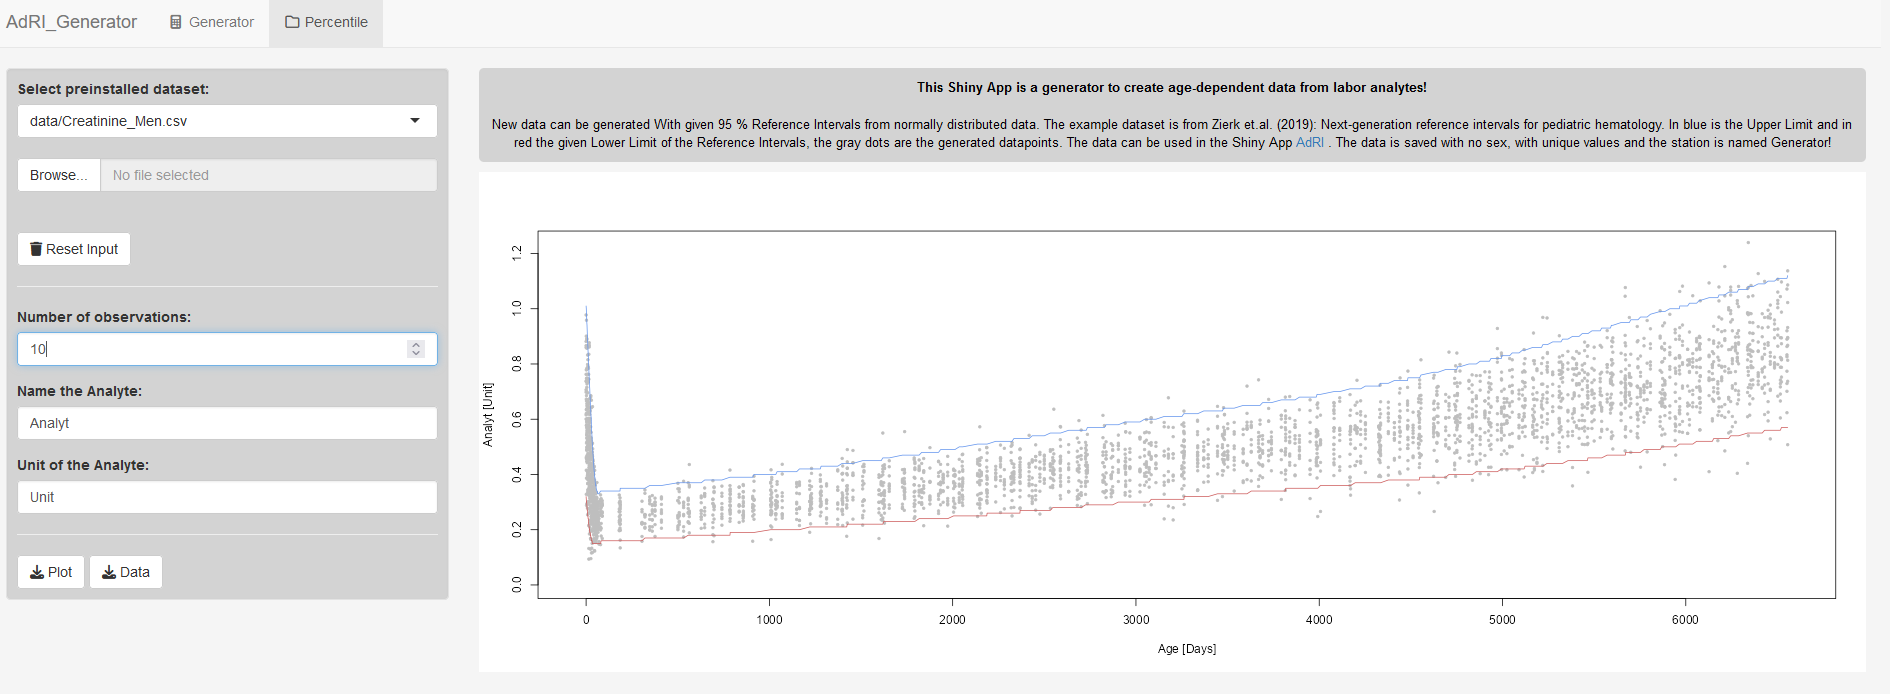 AdRI_Generator Generator Percentile
Select preinstalled dataset:
data/Creatinine_Men.csv
Browse... No file selected
Reset Input
Number of observations:
10
Name the Analyte:
Analyt
Unit of the Analyte:
Unit
Plot Data
This Shiny App is a generator to create age-dependent data from labor analytes!
New data can be generated With given 95 % Reference Intervals from normally distributed data. The example dataset is from Zierk et.al. (2019): Next-generation reference intervals for pediatric hematology. In blue is the Upper Limit and in
red the given Lower Limit of the Reference Intervals, the gray dots are the generated datapoints. The data can be used in the Shiny App AdRI . The data is saved with no sex, with unique values and the station is named Generator!
Analyt [Unit]
1.2
1.0
0.8
0.6
0.4
0.2
0.0
0 1000 2000 3000 4000 5000 6000
Age [Days]